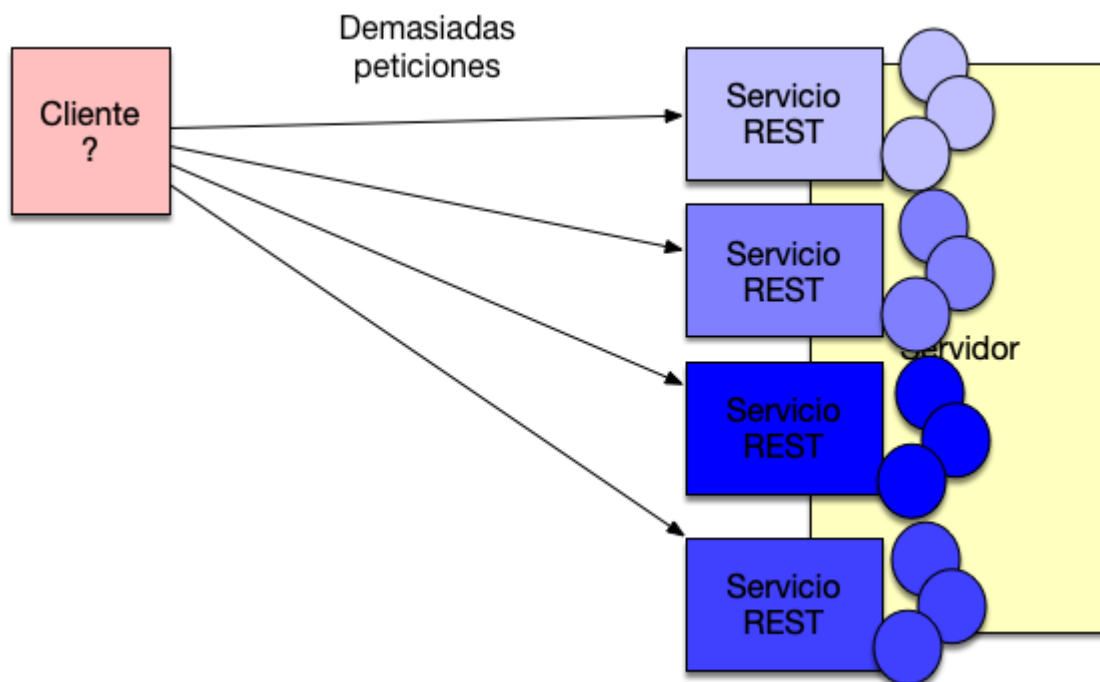 Demasiadas
peticiones
Cliente
?
Servicio
REST
Servicio
REST
Servidor
Servicio
REST
Servicio
REST